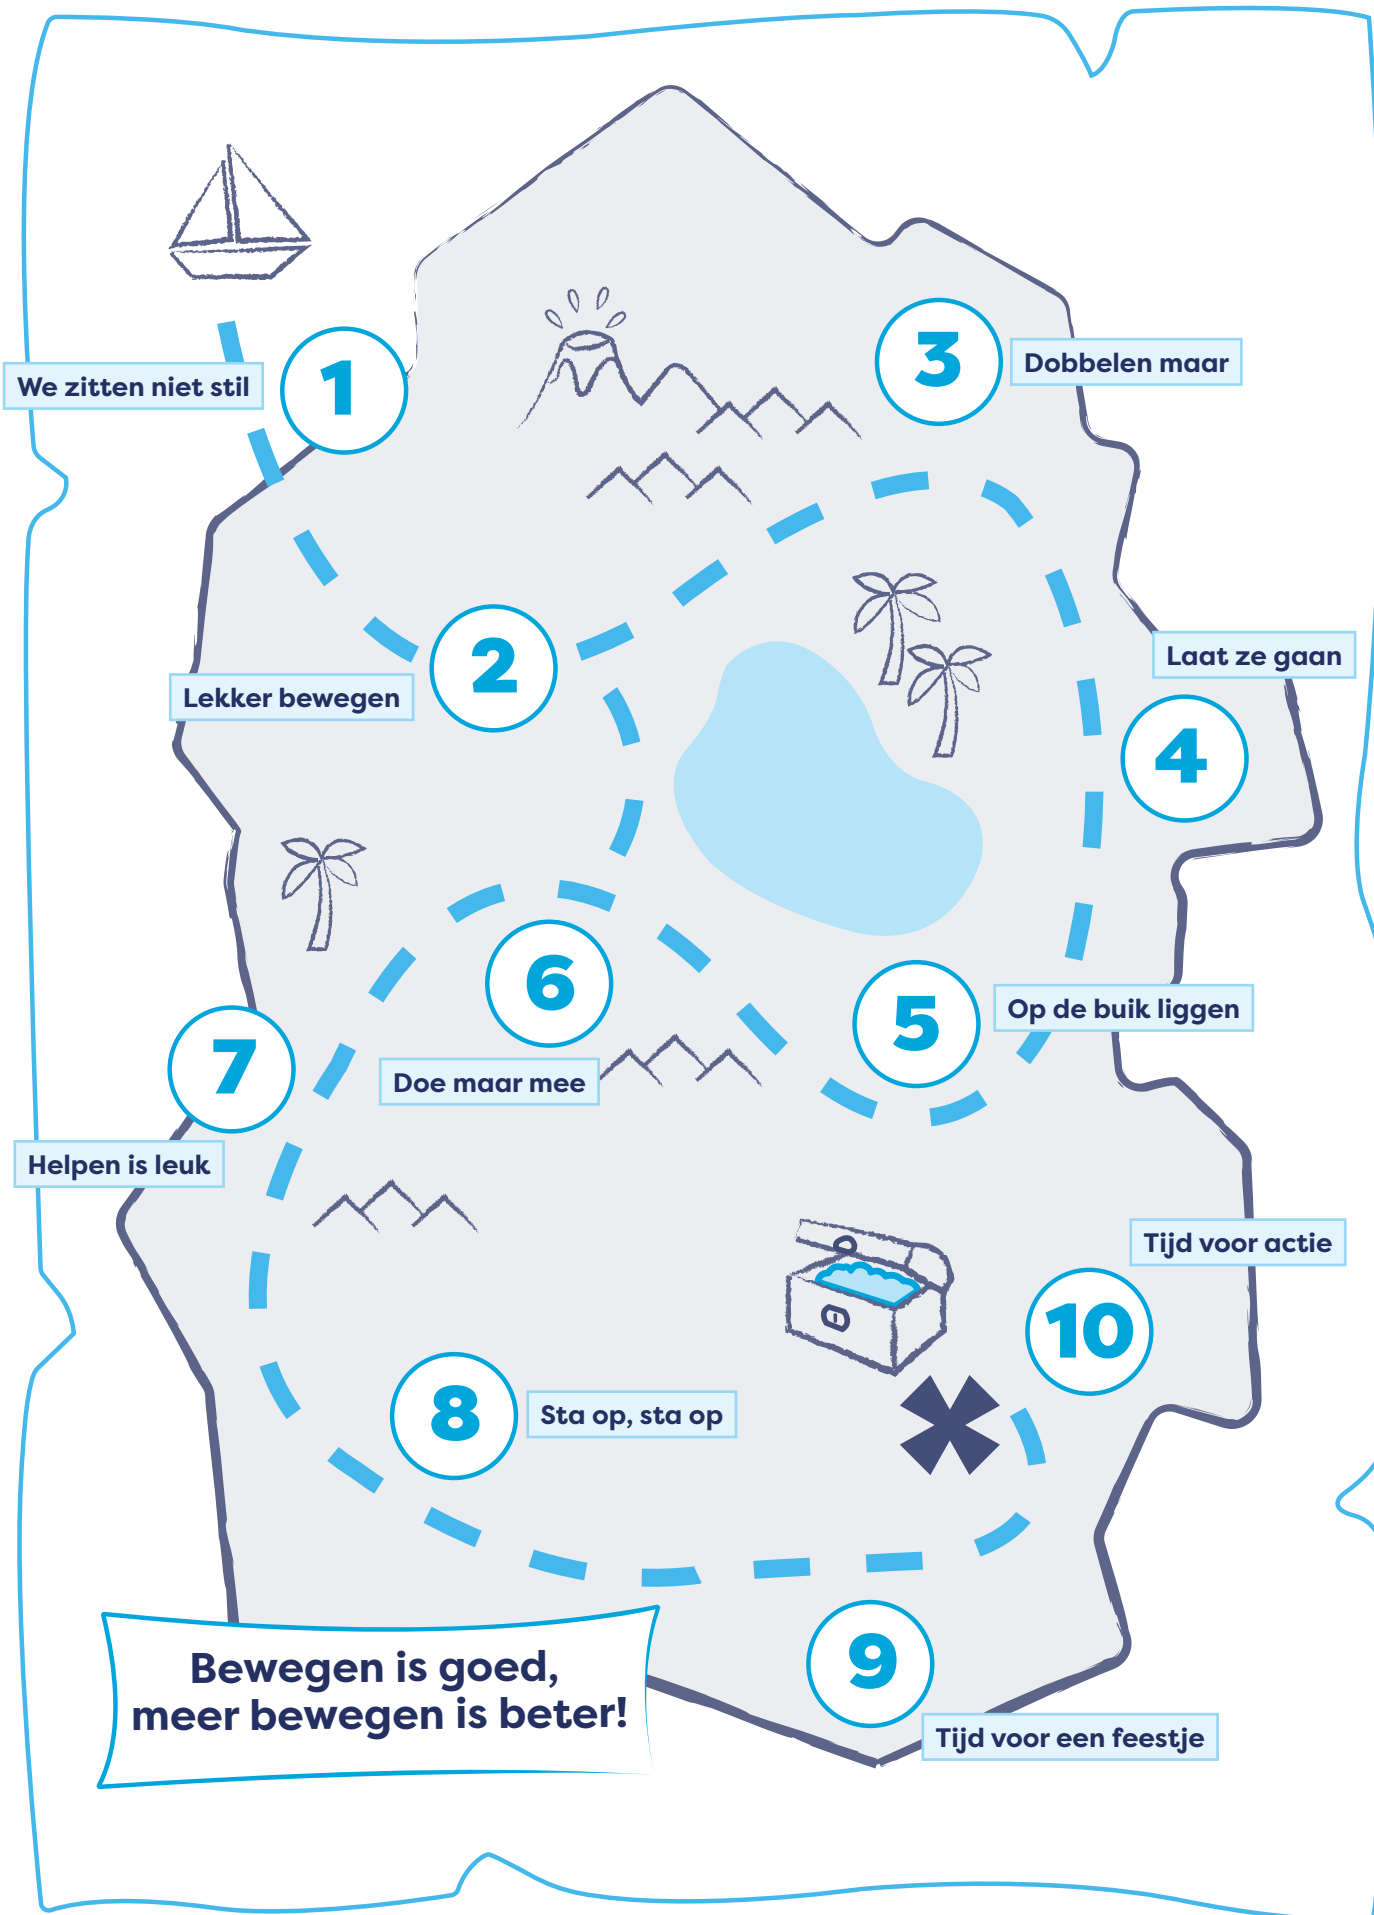 1
We zitten niet stil
2
Lekker bewegen
3
Dobbelen maar
4
Laat ze gaan
5
Op de buik liggen
6
Doe maar mee
7
Helpen is leuk
8
Sta op, sta op
9
Tijd voor een feestje
10
Tijd voor actie
Bewegen is goed,
meer bewegen is beter!